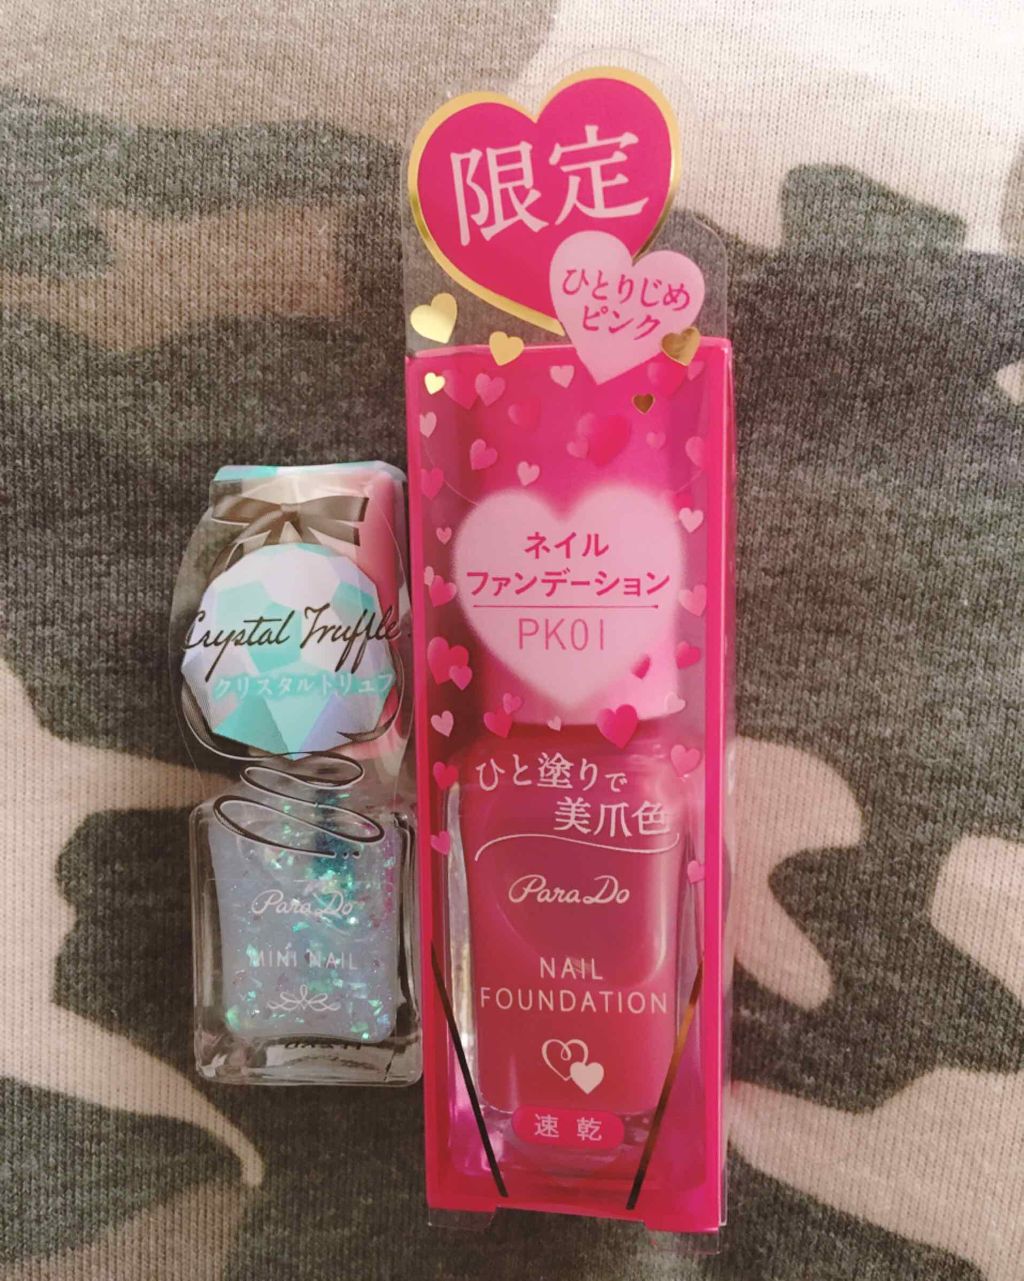 限定
ひとりじめ
ピンク
ネイル
ファンデーション
PK01
ひと塗りで
美爪色
Para Do
NAIL
FOUNDATION
速乾
Crystal Truffle
クリスタルトリュフ
Para Do
MINI NAIL